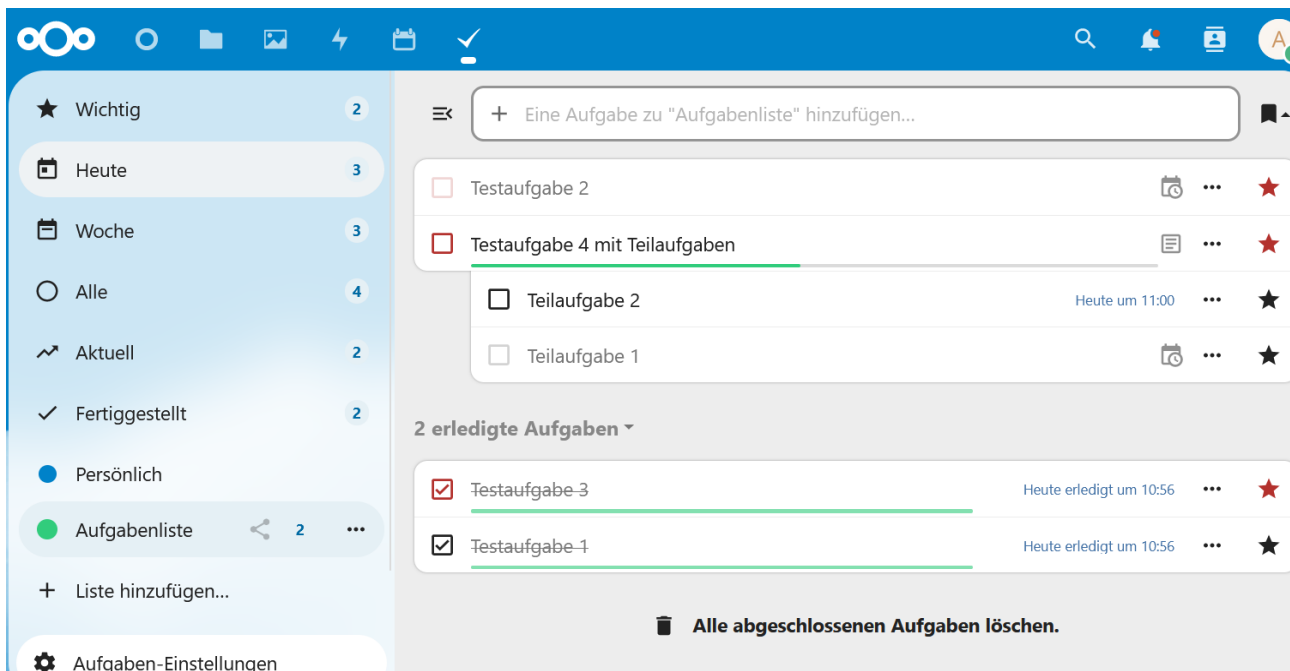 A
Wichtig 2
Heute 3
Woche 3
Alle 4
Aktuell 2
Fertiggestellt 2
Persönlich
Aufgabenliste 2
Liste hinzufügen...
Aufgaben-Einstellungen
Eine Aufgabe zu "Aufgabenliste" hinzufügen...
Testaufgabe 2
Testaufgabe 4 mit Teilaufgaben
Teilaufgabe 2 Heute um 11:00
Teilaufgabe 1
2 erledigte Aufgaben
Testaufgabe 3 Heute erledigt um 10:56
Testaufgabe 1 Heute erledigt um 10:56
Alle abgeschlossenen Aufgaben löschen.